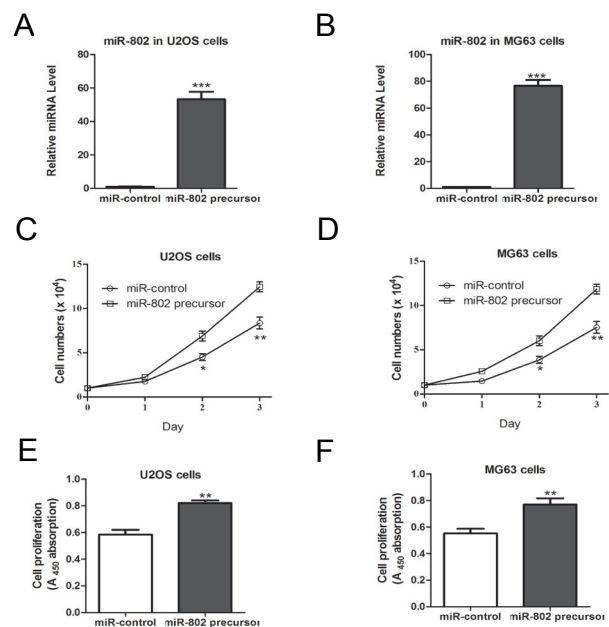 A
miR-802 in U2OS cells
Relative miRNA Level
80
60
40
20
0
***
miR-control
miR-802 precursor
B
miR-802 in MG63 cells
Relative miRNA Level
100
80
60
40
20
0
***
miR-control
miR-802 precursor
C
U2OS cells
Cell numbers (x 10⁴)
15
10
5
0
miR-control
miR-802 precursor
*
**
0 1 2 3
Day
D
MG63 cells
Cell numbers (x 10⁴)
15
10
5
0
miR-control
miR-802 precursor
*
**
0 1 2 3
Day
E
U2OS cells
Cell proliferation
(A 450 absorption)
1.0
0.8
0.6
0.4
0.2
0.0
**
miR-control
miR-802 precursor
F
MG63 cells
Cell proliferation
(A 450 absorption)
1.0
0.8
0.6
0.4
0.2
0.0
**
miR-control
miR-802 precursor